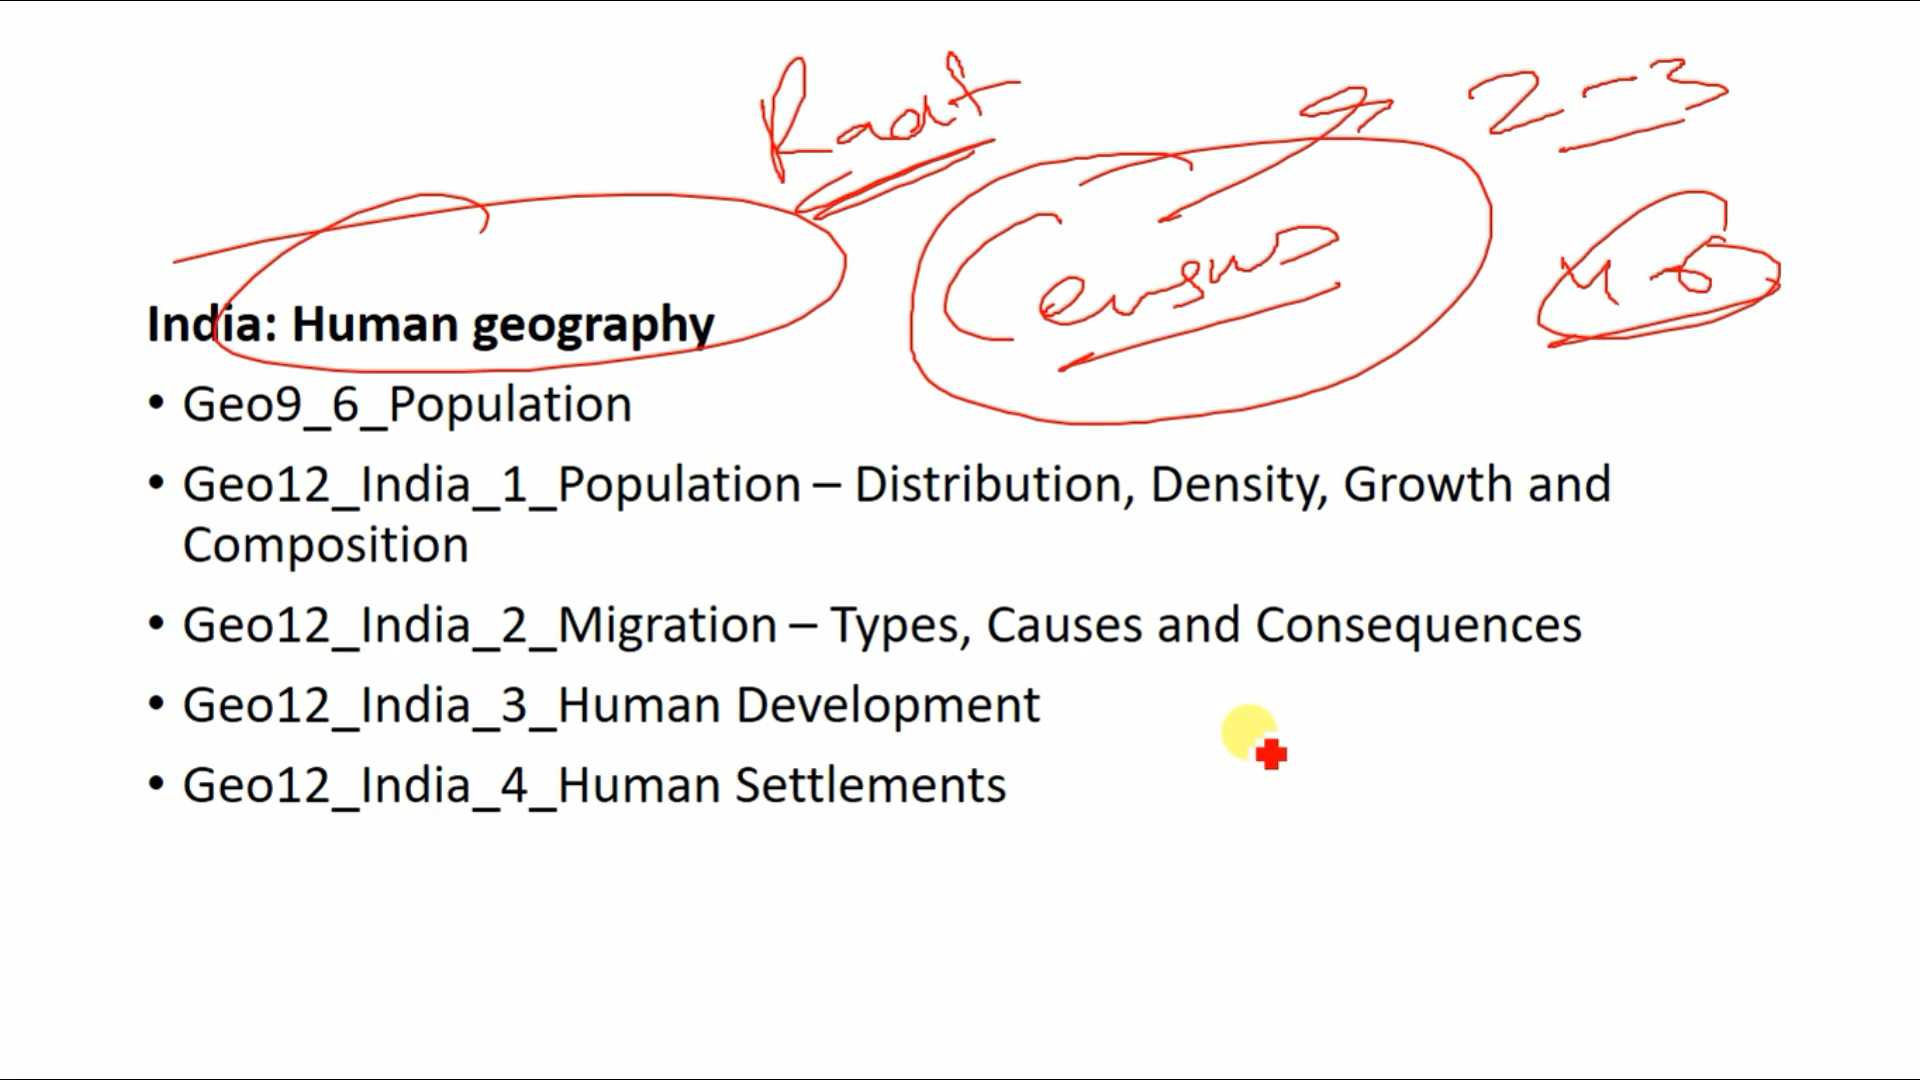 2-3
Census
India: Human geography
• Geo9_6_Population
• Geo12_India_1_Population – Distribution, Density, Growth and
Composition
• Geo12_India_2_Migration – Types, Causes and Consequences
• Geo12_India_3_Human Development
• Geo12_India_4_Human Settlements